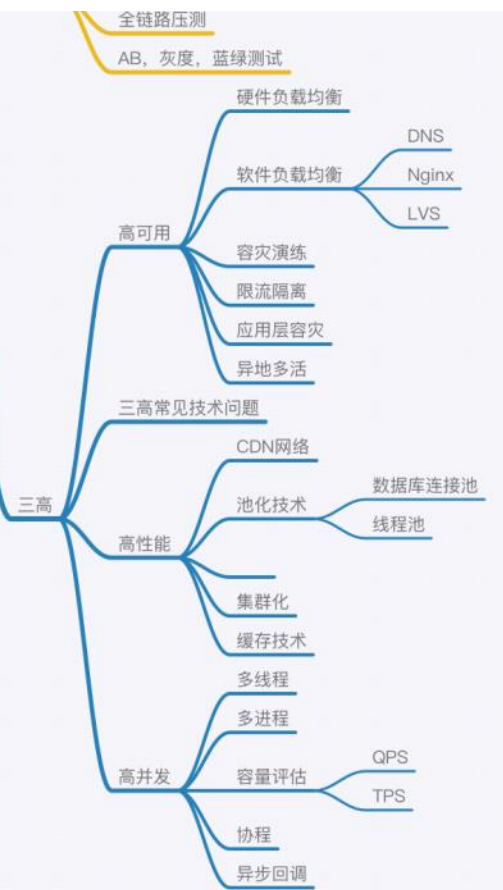 全链路压测
AB，灰度，蓝绿测试
硬件负载均衡
DNS
软件负载均衡
Nginx
LVS
高可用
容灾演练
限流隔离
应用层容灾
异地多活
三高常见技术问题
CDN网络
数据库连接池
三高
池化技术
线程池
高性能
集群化
缓存技术
多线程
多进程
QPS
高并发
容量评估
TPS
协程
异步回调